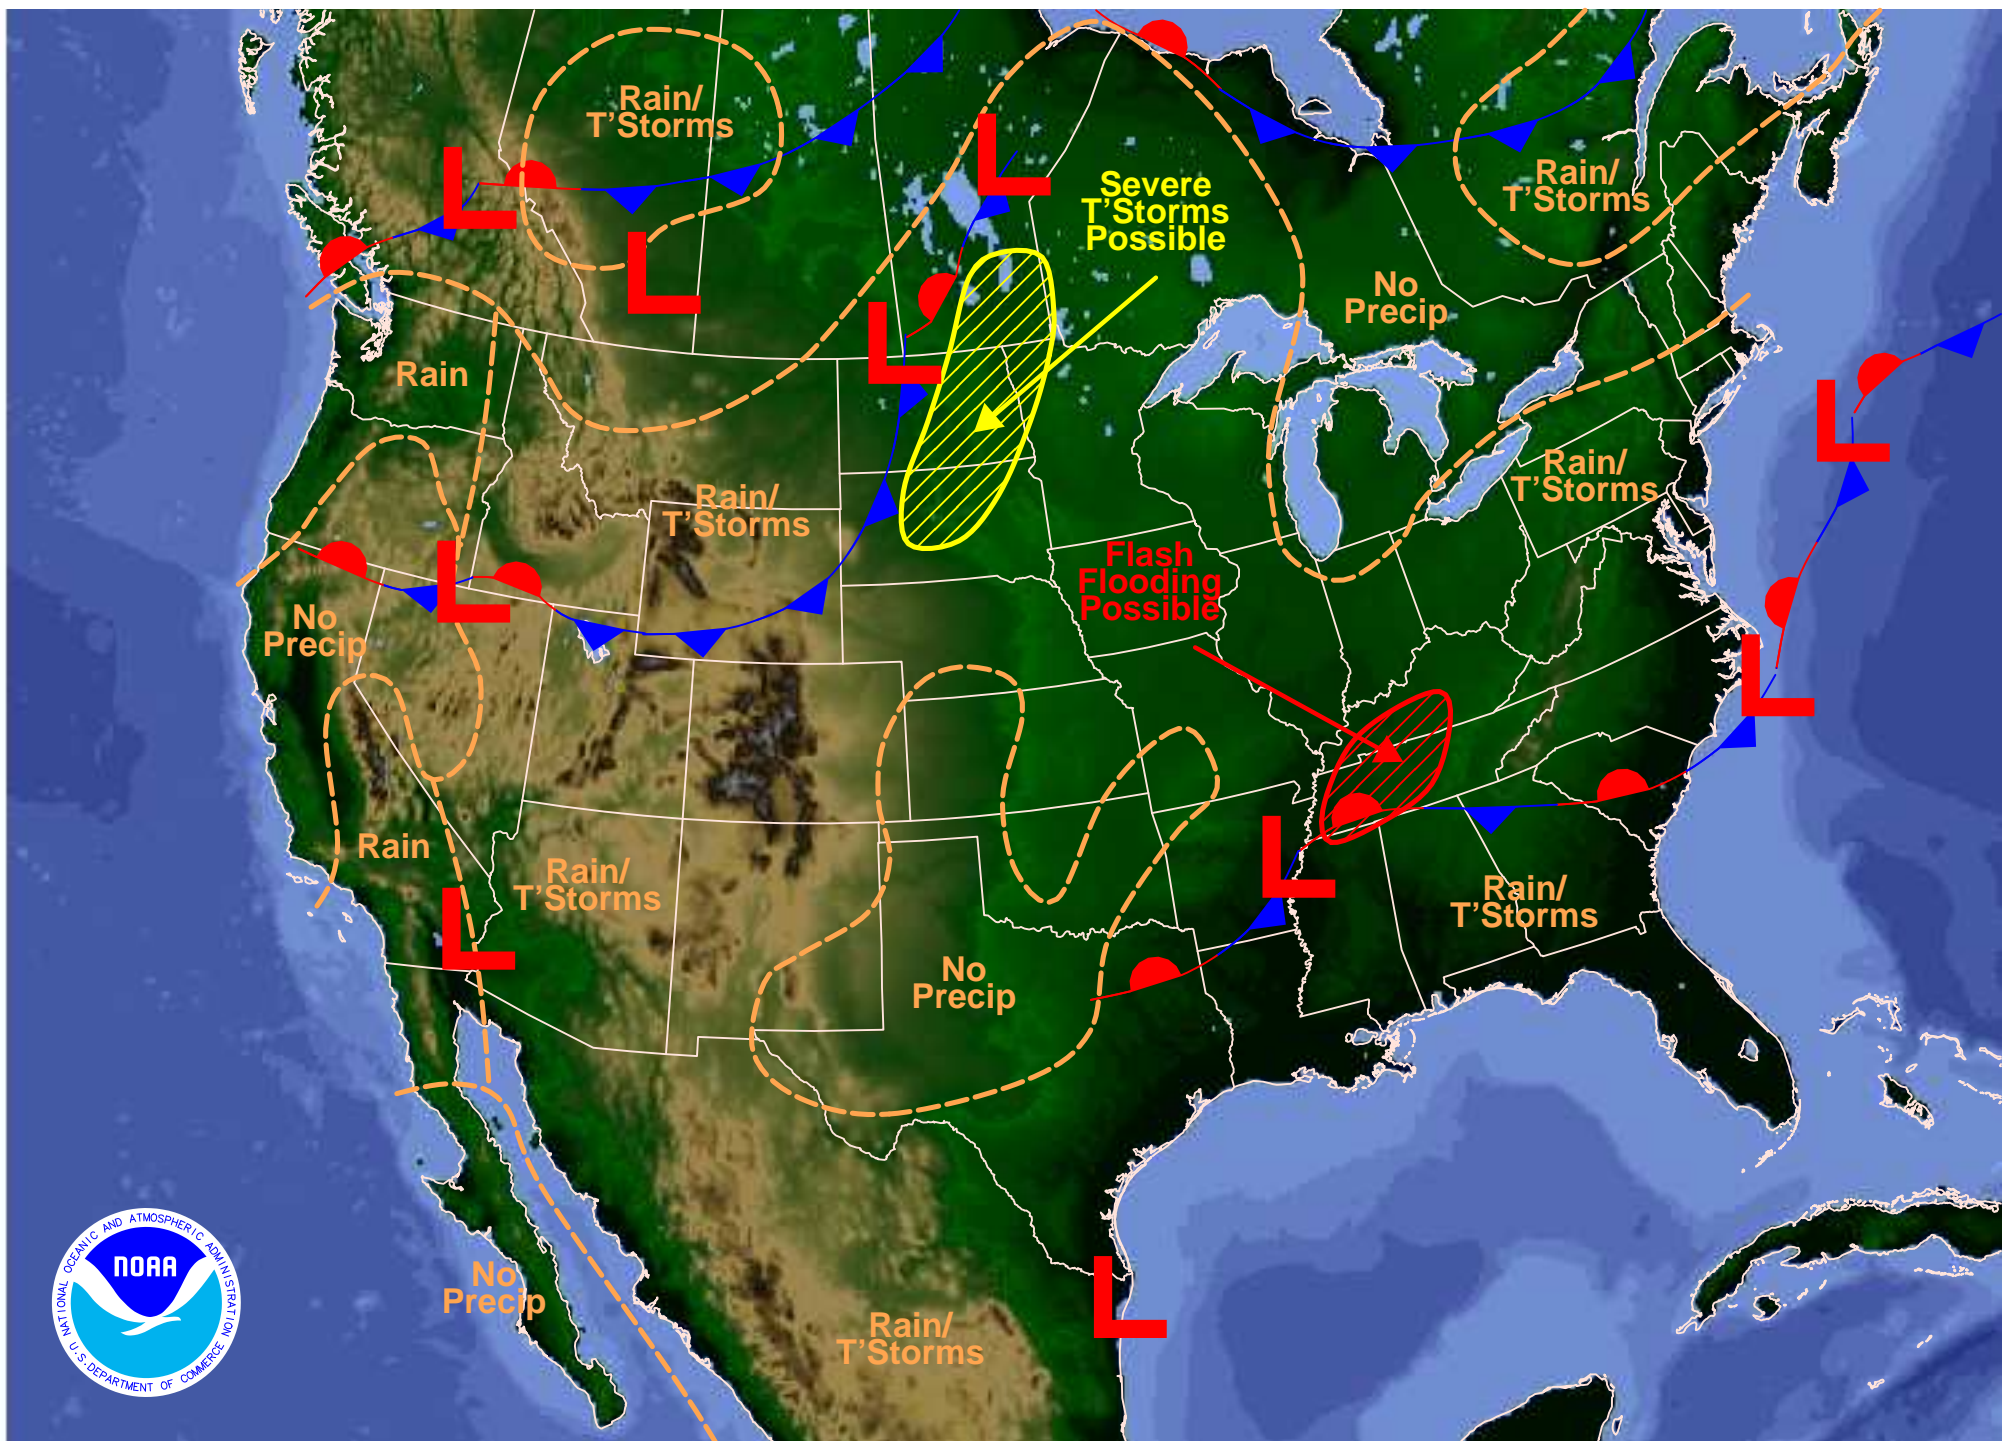 Rain/
T'Storms
Severe
T'Storms
Possible
Rain/
T'Storms
No
Precip
Rain
Rain/
T'Storms
Rain/
T'Storms
Flash
Flooding
Possible
No
Precip
Rain
Rain/
T'Storms
Rain/
T'Storms
No
Precip
No
Precip
Rain/
T'Storms
L
L
L
L
L
L
L
L
L
L
NATIONAL OCEANIC AND ATMOSPHERIC ADMINISTRATION
NOAA
U.S. DEPARTMENT OF COMMERCE